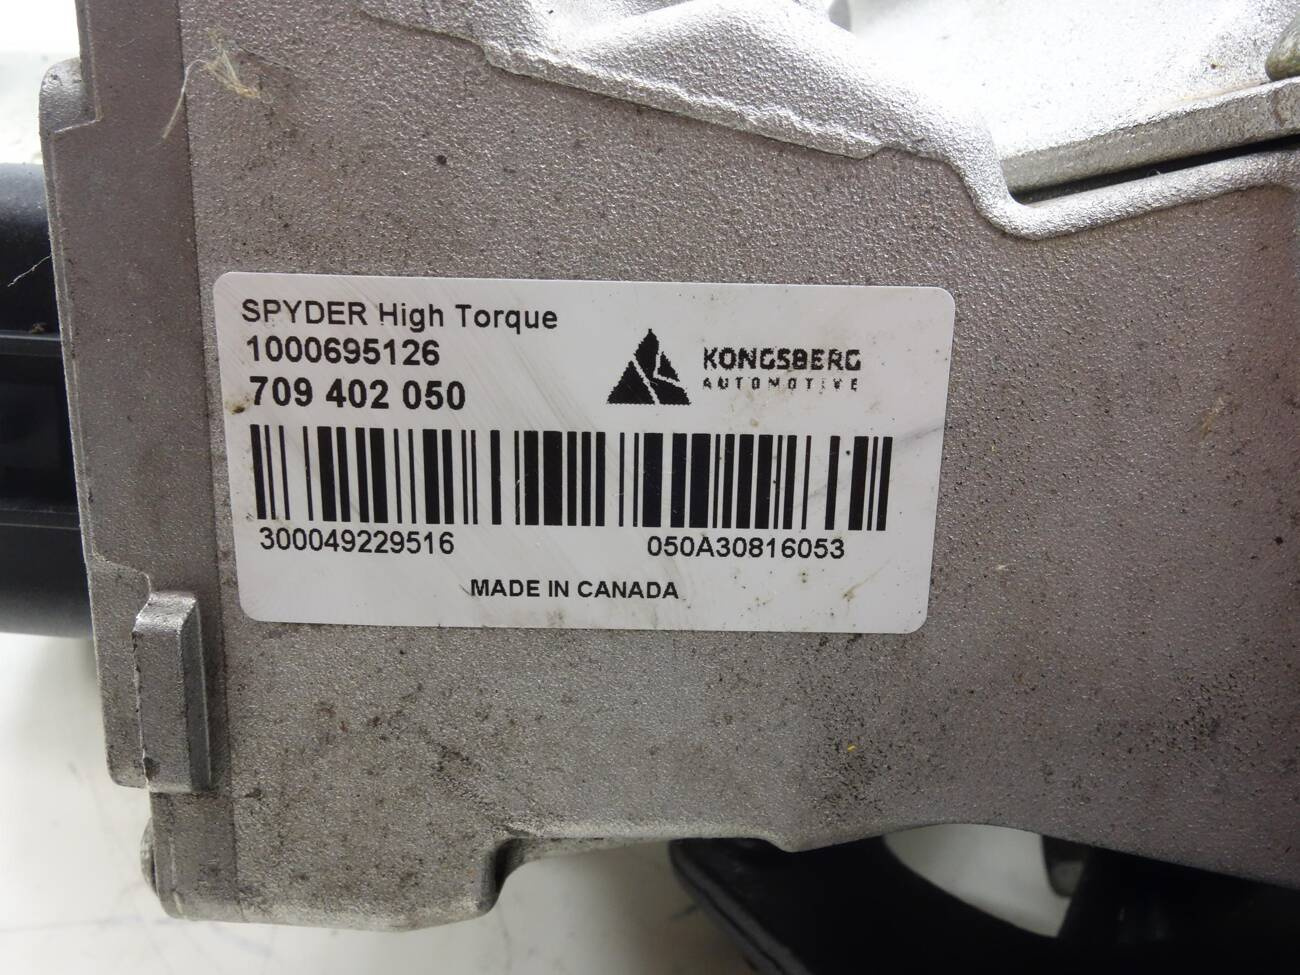 SPYDER High Torque
1000695126
709 402 050
KONGSBERG
AUTOMOTIVE
300049229516
050A30816053
MADE IN CANADA